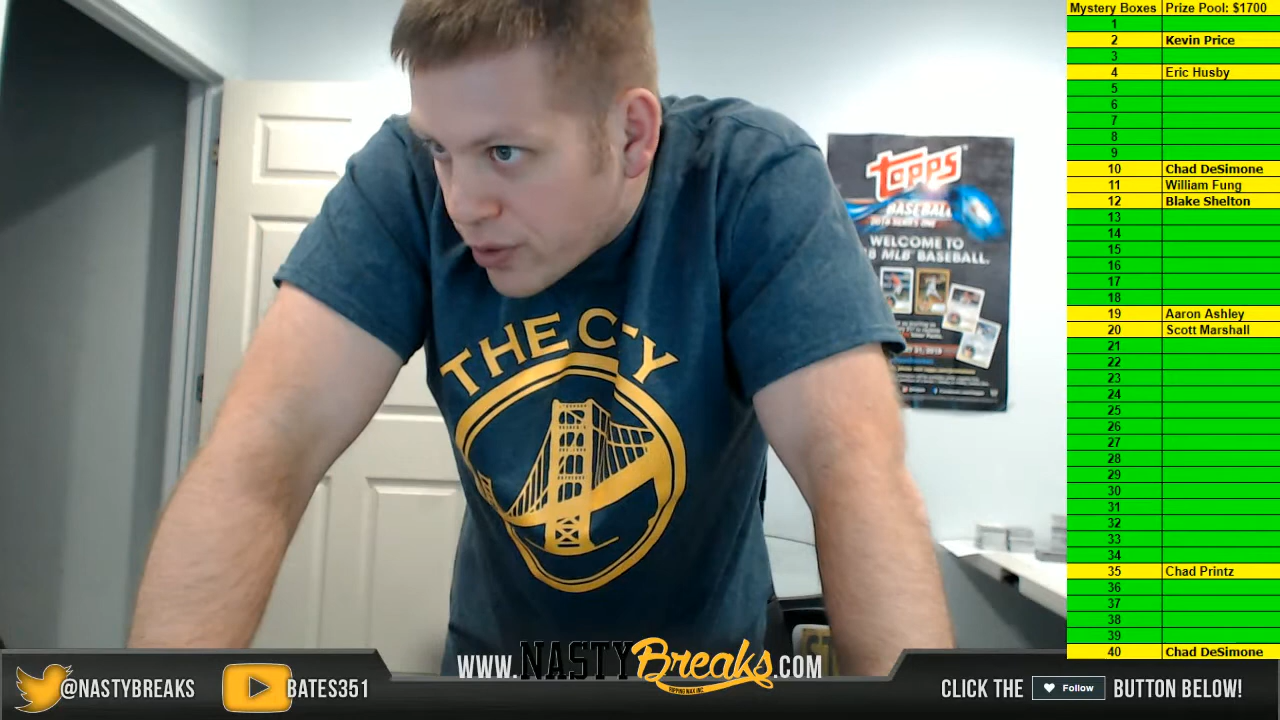 Mystery Boxes Prize Pool: $1700
1
2 Kevin Price
3
4 Eric Husby
5
6
7
8
9
10 Chad DeSimone
11 William Fung
12 Blake Shelton
13
14
15
16
17
18
19 Aaron Ashley
20 Scott Marshall
21
22
23
24
25
26
27
28
29
30
31
32
33
34
35 Chad Printz
36
37
38
39
40 Chad DeSimone
THE C TY
topps
BASEBALL
WELCOME TO
MLB BASEBALL.
WWW.NASTYBreaks.COM
@NASTYBREAKS
BATES351
CLICK THE Follow BUTTON BELOW!